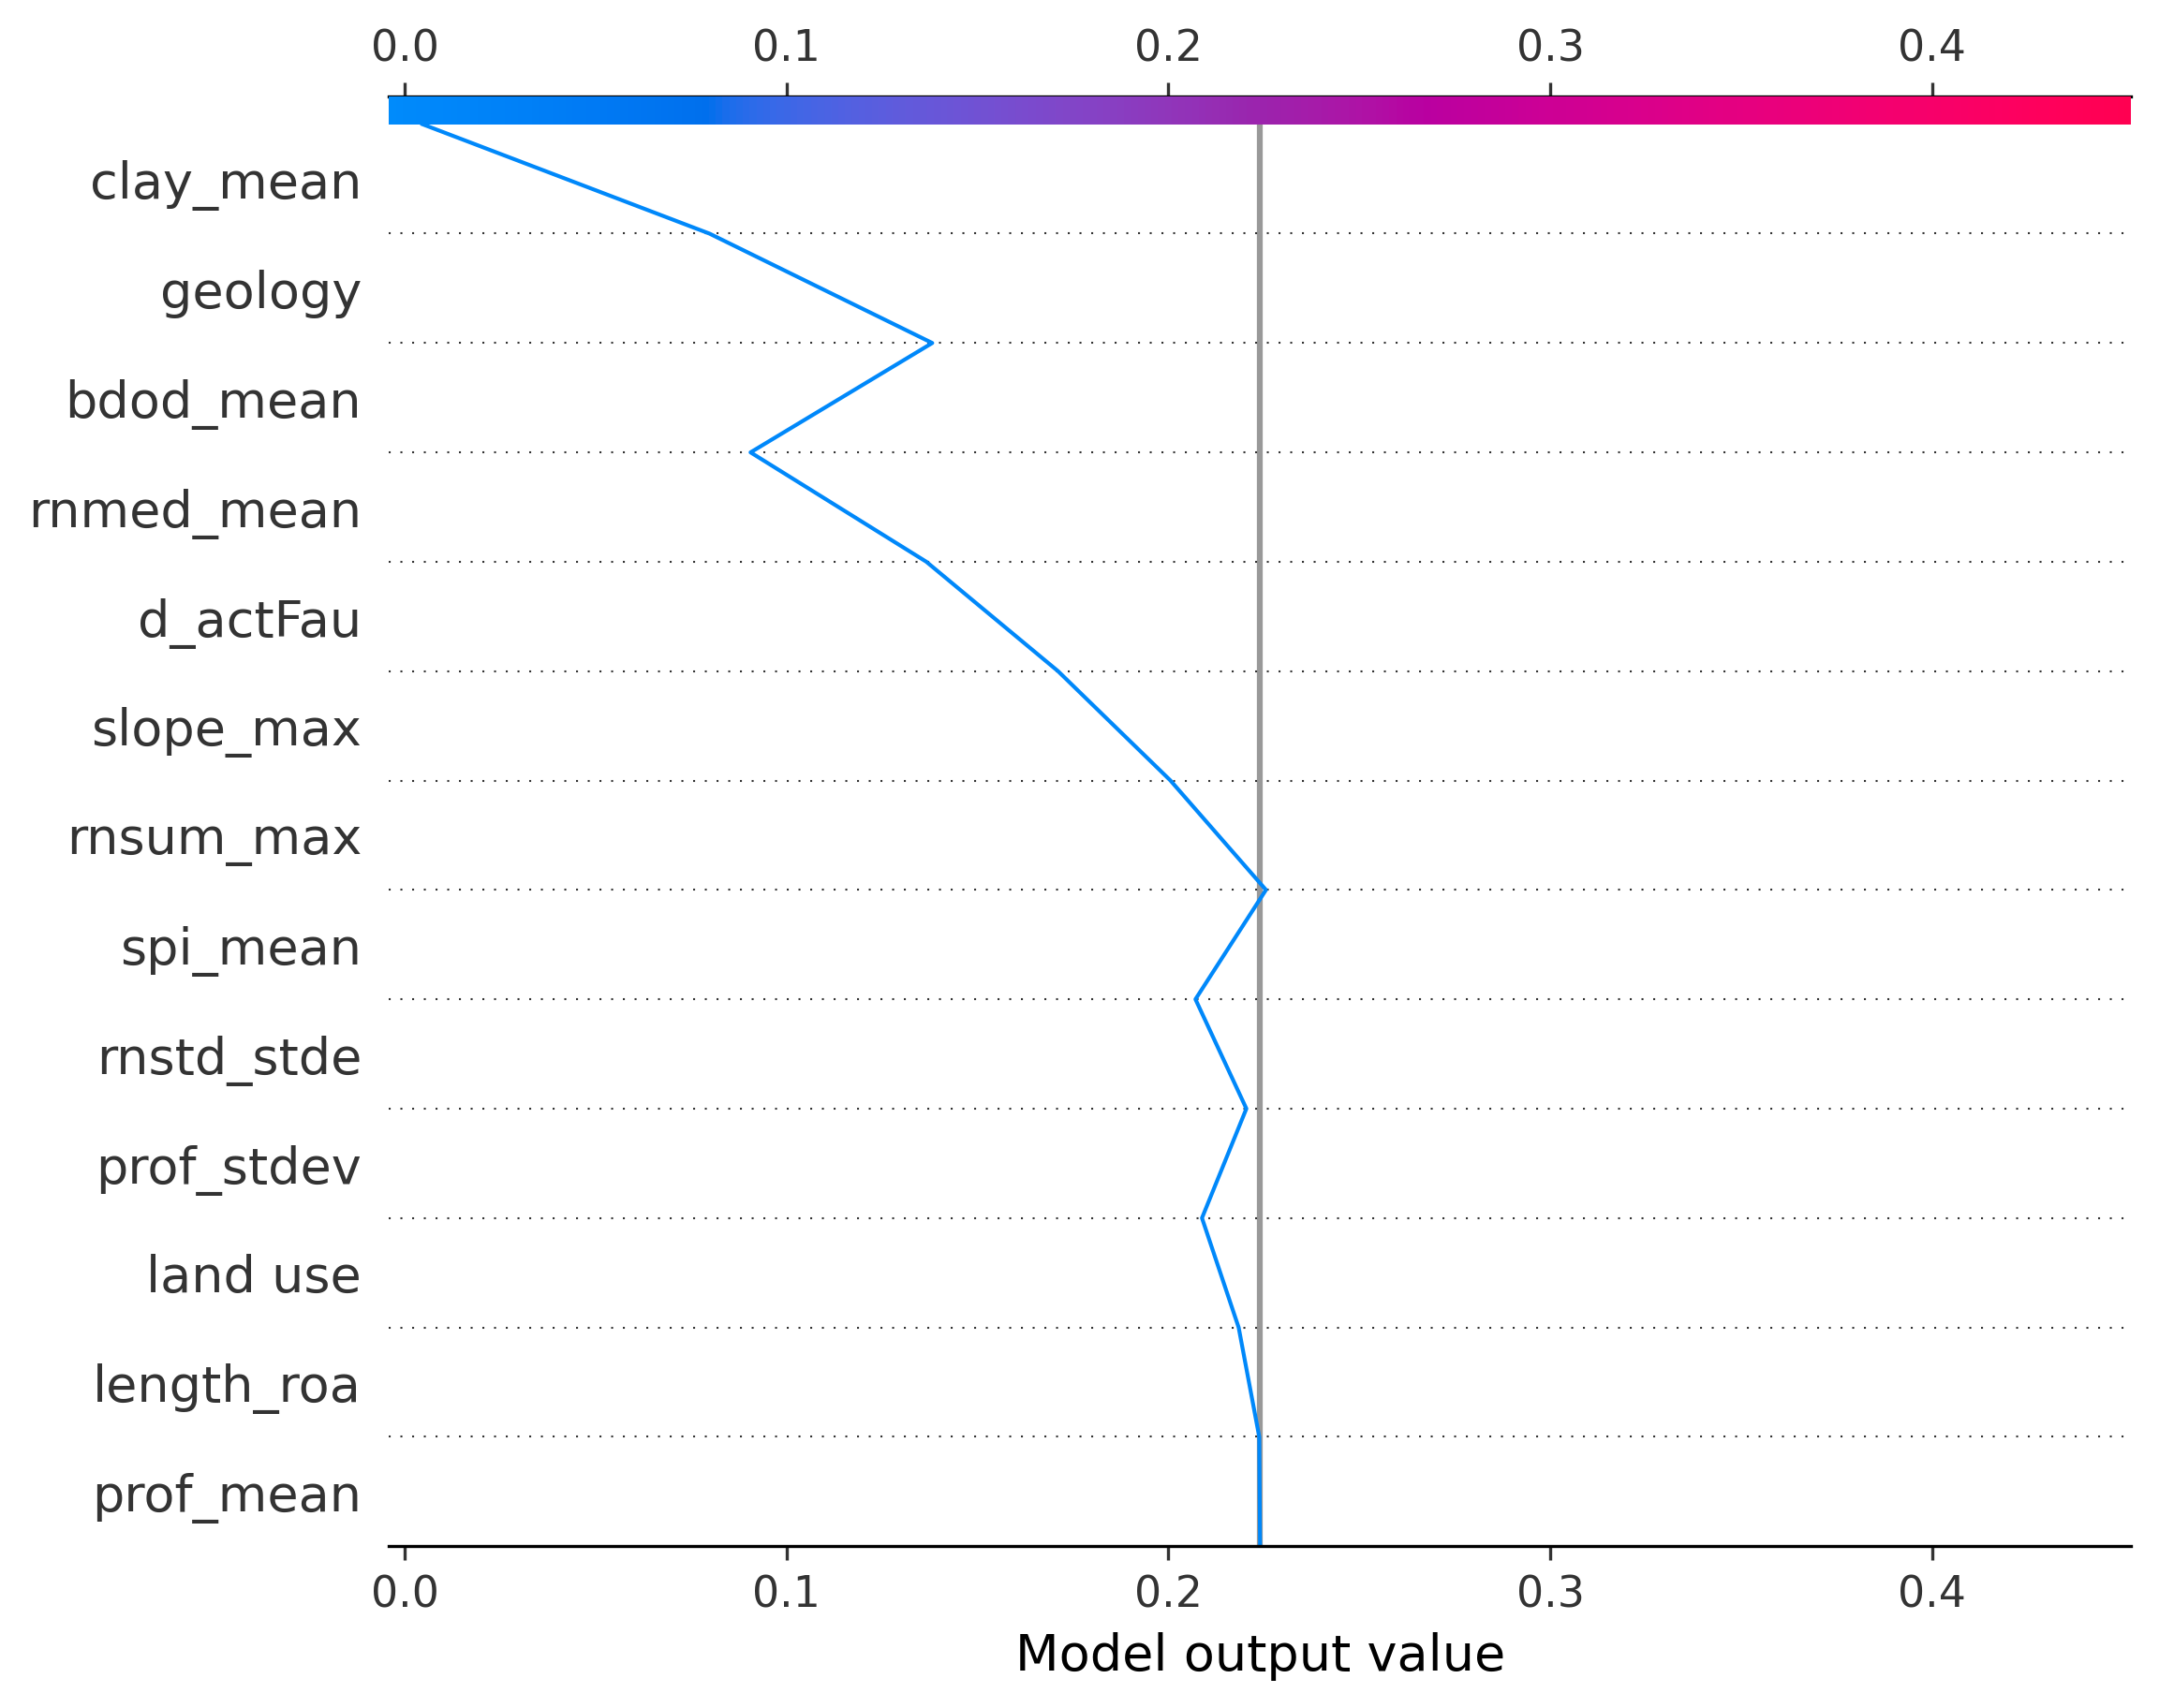 0.0 0.1 0.2 0.3 0.4
clay_mean
geology
bdod_mean
rnmed_mean
d_actFau
slope_max
rnsum_max
spi_mean
rnstd_stde
prof_stdev
land use
length_roa
prof_mean
0.0 0.1 0.2 0.3 0.4
Model output value